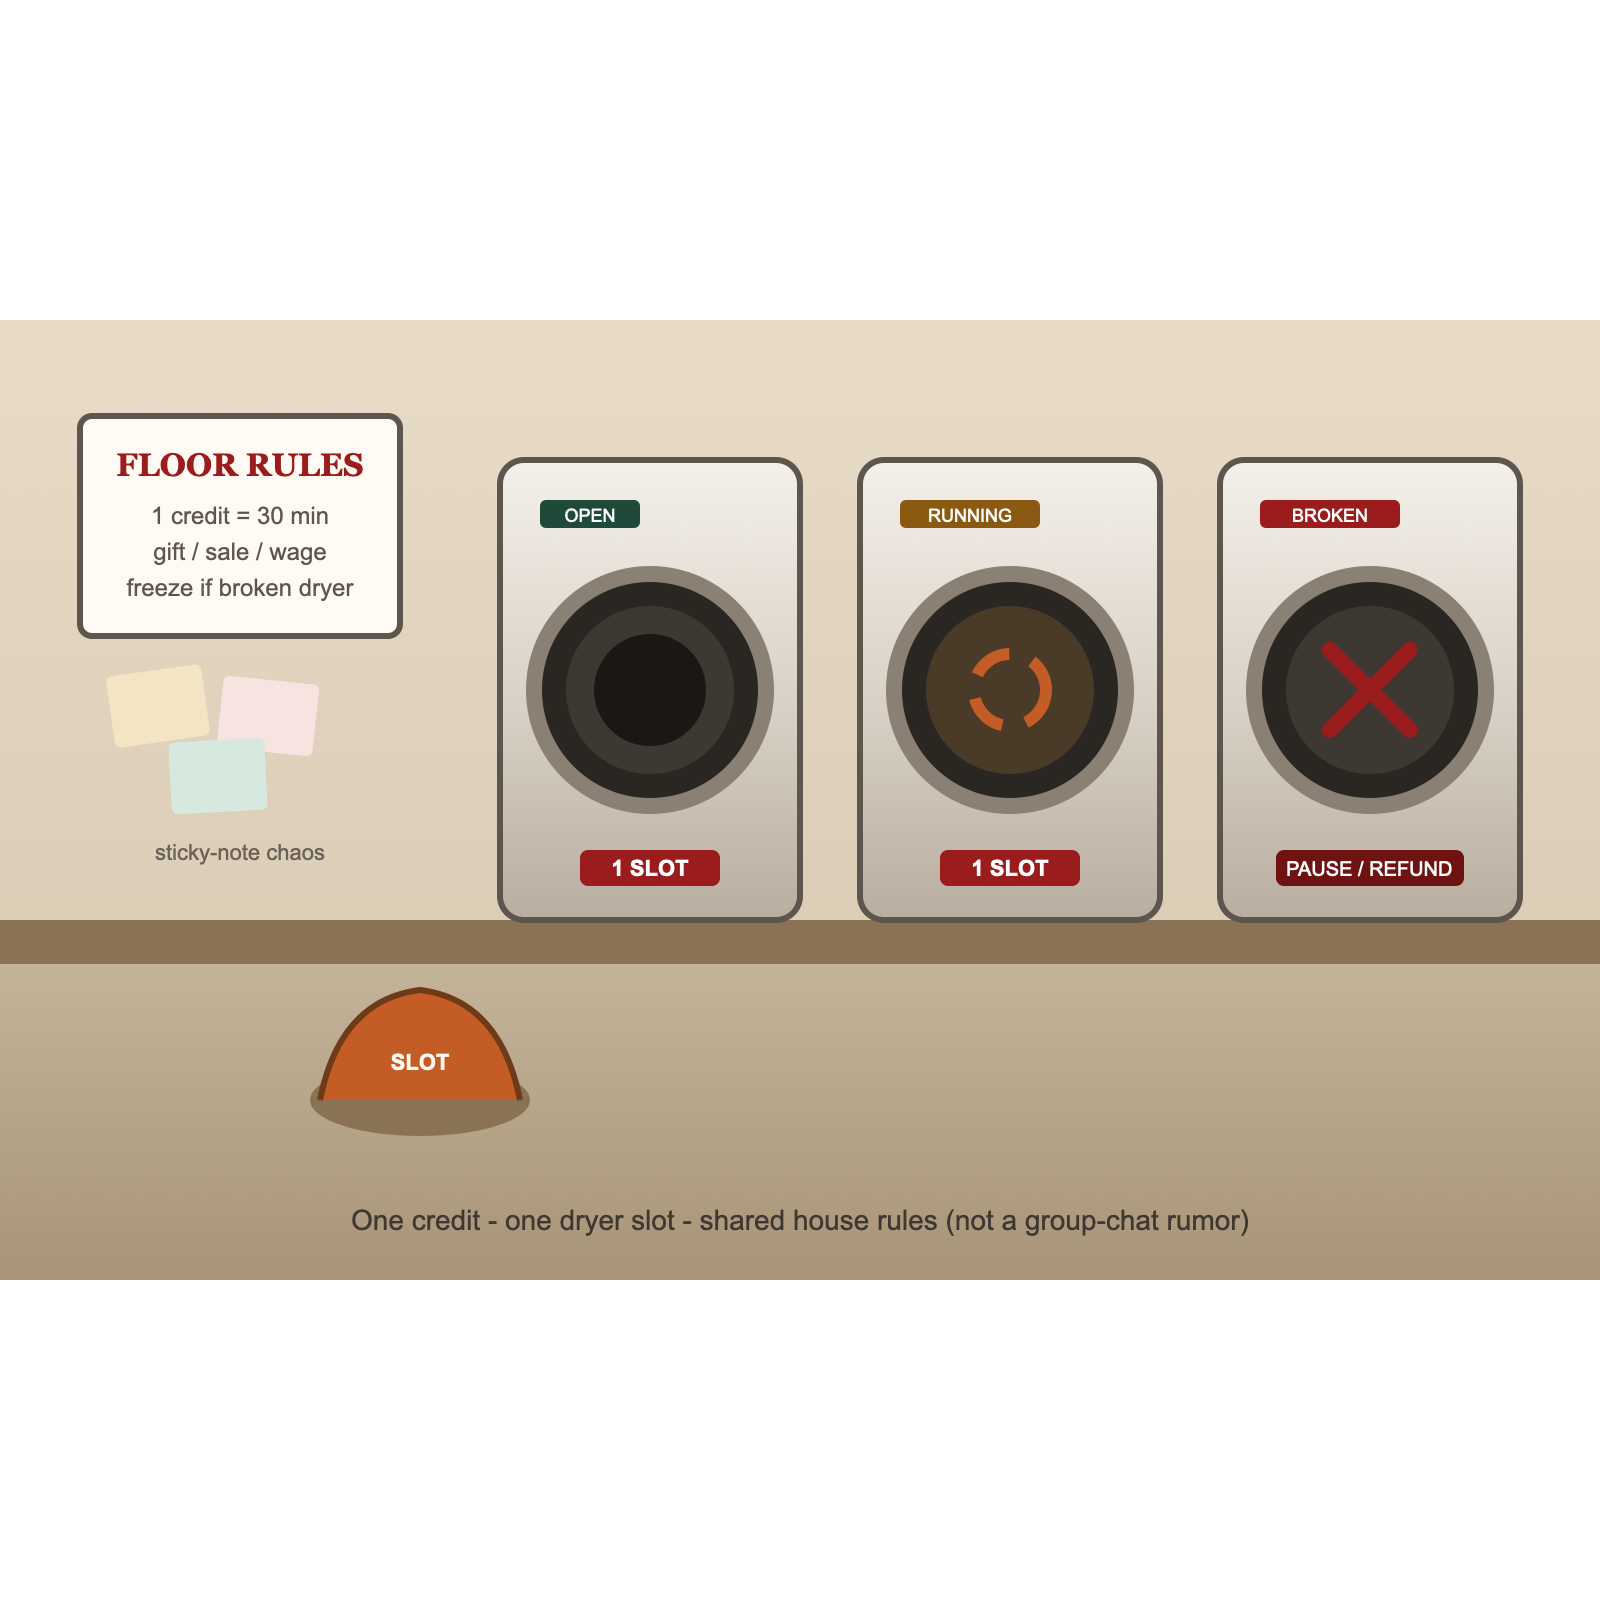 FLOOR RULES
1 credit = 30 min
gift / sale / wage
freeze if broken dryer
sticky-note chaos
OPEN
1 SLOT
RUNNING
1 SLOT
BROKEN
PAUSE / REFUND
SLOT
One credit - one dryer slot - shared house rules (not a group-chat rumor)